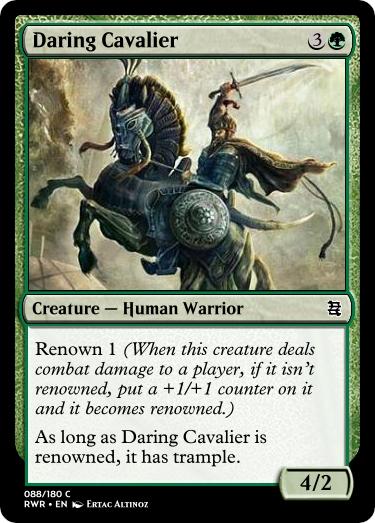 Daring Cavalier 3
Creature — Human Warrior
Renown 1 (When this creature deals
combat damage to a player, if it isn't
renowned, put a +1/+1 counter on it
and it becomes renowned.)
As long as Daring Cavalier is
renowned, it has trample.
4/2
088/180 C
RWR • EN Ertac Altinoz